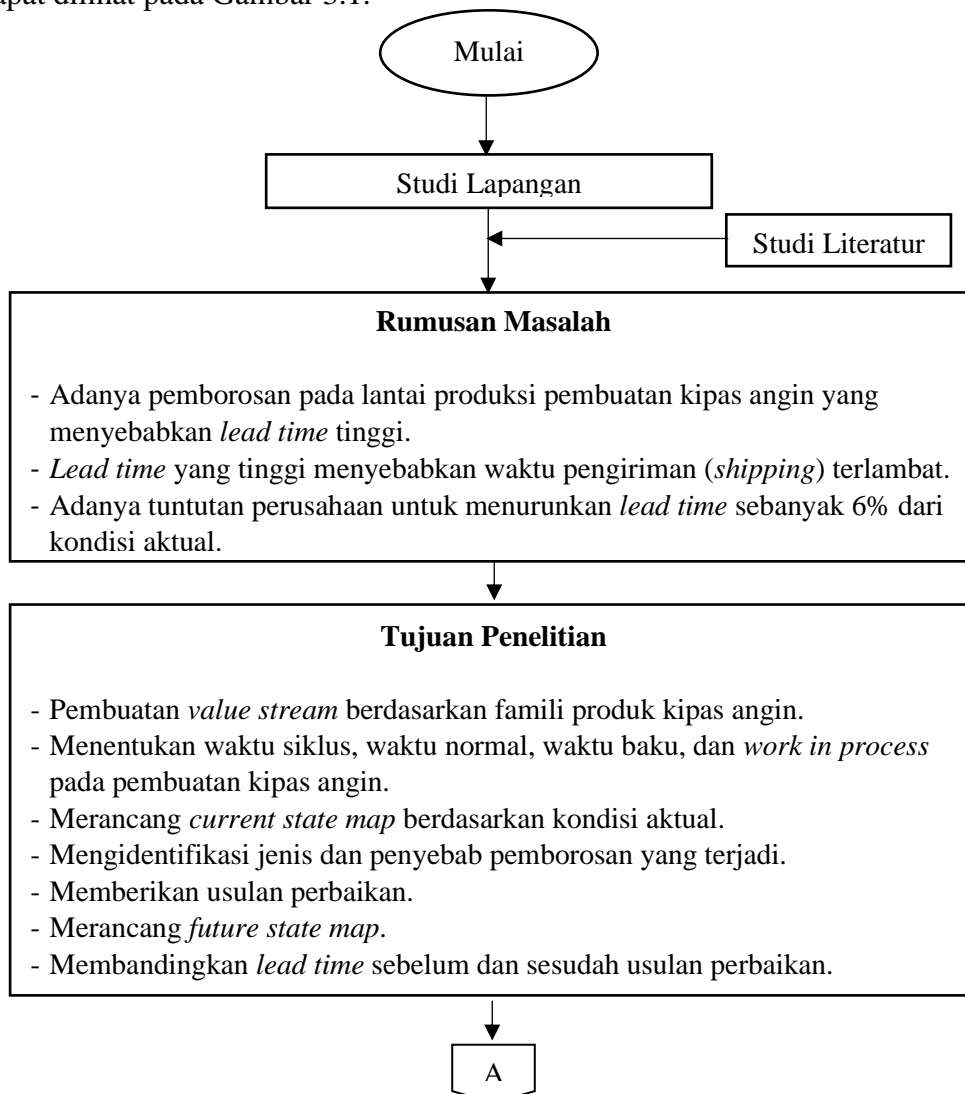 dapat dilihat pada Gambar 3.1.
Mulai
Studi Lapangan
Studi Literatur
Rumusan Masalah
- Adanya pemborosan pada lantai produksi pembuatan kipas angin yang
menyebabkan lead time tinggi.
- Lead time yang tinggi menyebabkan waktu pengiriman (shipping) terlambat.
- Adanya tuntutan perusahaan untuk menurunkan lead time sebanyak 6% dari
kondisi aktual.
Tujuan Penelitian
- Pembuatan value stream berdasarkan famili produk kipas angin.
- Menentukan waktu siklus, waktu normal, waktu baku, dan work in process
pada pembuatan kipas angin.
- Merancang current state map berdasarkan kondisi aktual.
- Mengidentifikasi jenis dan penyebab pemborosan yang terjadi.
- Memberikan usulan perbaikan.
- Merancang future state map.
- Membandingkan lead time sebelum dan sesudah usulan perbaikan.
A